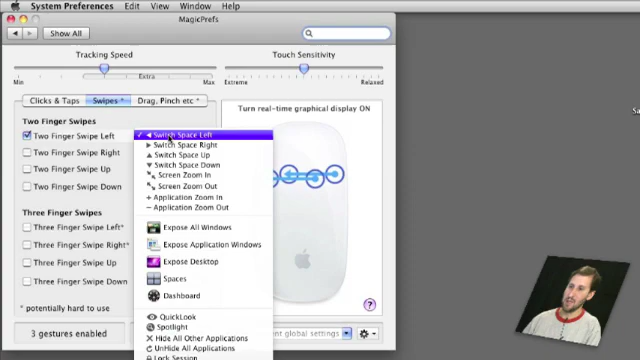 System Preferences Edit View Window Help
MagicPrefs
Show All
Tracking Speed
Touch Sensitivity
Min
Extra
Max
Extreme
Relaxed
Clicks & Taps
Swipes *
Drag, Pinch etc *
Turn real-time graphical display ON
Two Finger Swipes
Two Finger Swipe Left
Two Finger Swipe Right
Two Finger Swipe Up
Two Finger Swipe Down
Three Finger Swipes
Three Finger Swipe Left*
Three Finger Swipe Right*
Three Finger Swipe Up
Three Finger Swipe Down
* potentially hard to use
3 gestures enabled
Switch Space Left
Switch Space Right
Switch Space Up
Switch Space Down
Screen Zoom In
Screen Zoom Out
+ Application Zoom In
− Application Zoom Out
Expose All Windows
Expose Application Windows
Expose Desktop
Spaces
Dashboard
QuickLook
Spotlight
Hide All Other Applications
UnHide All Applications
Lock Session
global settings
?